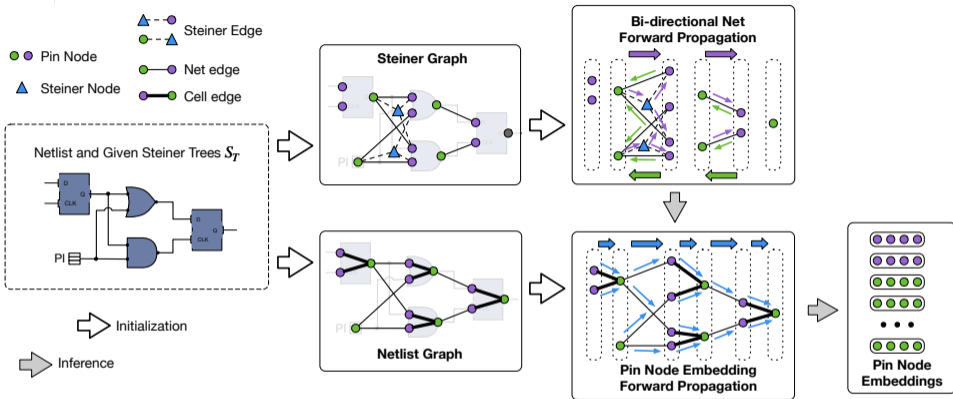 Steiner Edge
Pin Node
Net edge
Steiner Node
Cell edge
Netlist and Given Steiner Trees S_T
D
Q
CLK
D
CLK
PI
Initialization
Inference
Steiner Graph
PI
Netlist Graph
PI
Bi-directional Net
Forward Propagation
Pin Node Embedding
Forward Propagation
Pin Node
Embeddings